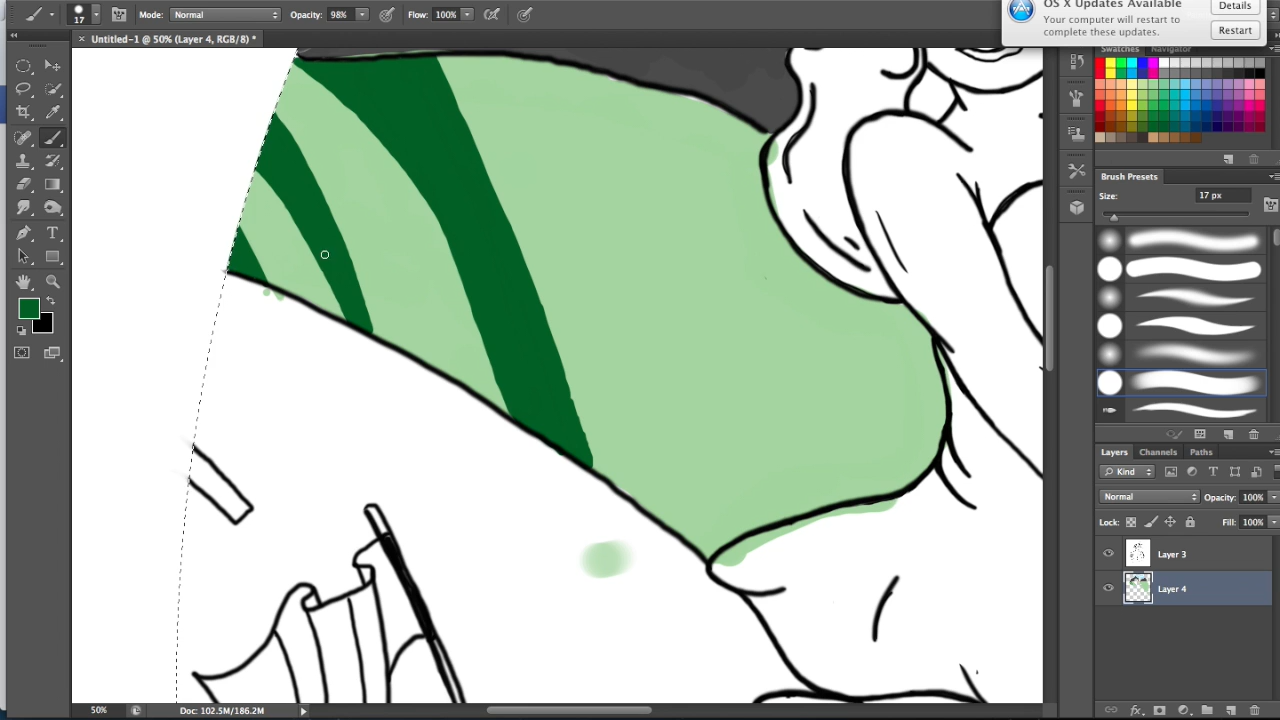 17
Mode: Normal
Opacity: 98%
Flow: 100%
OS X Updates Available
Your computer will restart to
complete these updates.
Details
Restart
× Untitled-1 @ 50% (Layer 4, RGB/8) *
Swatches Navigator
Brush Presets
Size: 17 px
Layers Channels Paths
Kind
Normal Opacity: 100%
Lock: Fill: 100%
Layer 3
Layer 4
50% Doc: 102.5M/186.2M